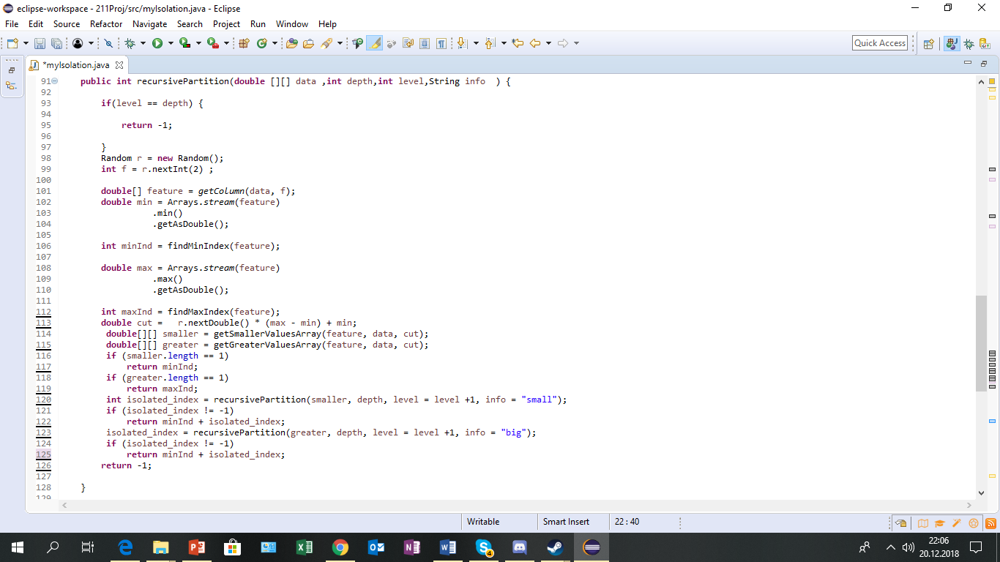 eclipse-workspace - 211Proj/src/myIsolation.java - Eclipse
File Edit Source Refactor Navigate Search Project Run Window Help
Quick Access
*myIsolation.java
91 public int recursivePartition(double [][] data ,int depth,int level,String info  ) {
92
93 if(level == depth) {
94
95 return -1;
96
97 }
98 Random r = new Random();
99 int f = r.nextInt(2) ;
100
101 double[] feature = getColumn(data, f);
102 double min = Arrays.stream(feature)
103 .min()
104 .getAsDouble();
105
106 int minInd = findMinIndex(feature);
107
108 double max = Arrays.stream(feature)
109 .max()
110 .getAsDouble();
111
112 int maxInd = findMaxIndex(feature);
113 double cut =   r.nextDouble() * (max - min) + min;
114 double[][] smaller = getSmallerValuesArray(feature, data, cut);
115 double[][] greater = getGreaterValuesArray(feature, data, cut);
116 if (smaller.length == 1)
117 return minInd;
118 if (greater.length == 1)
119 return maxInd;
120 int isolated_index = recursivePartition(smaller, depth, level = level +1, info = "small");
121 if (isolated_index != -1)
122 return minInd + isolated_index;
123 isolated_index = recursivePartition(greater, depth, level = level +1, info = "big");
124 if (isolated_index != -1)
125 return minInd + isolated_index;
126 return -1;
127
128 }
129
Writable Smart Insert 22 : 40
4
22:06
20.12.2018